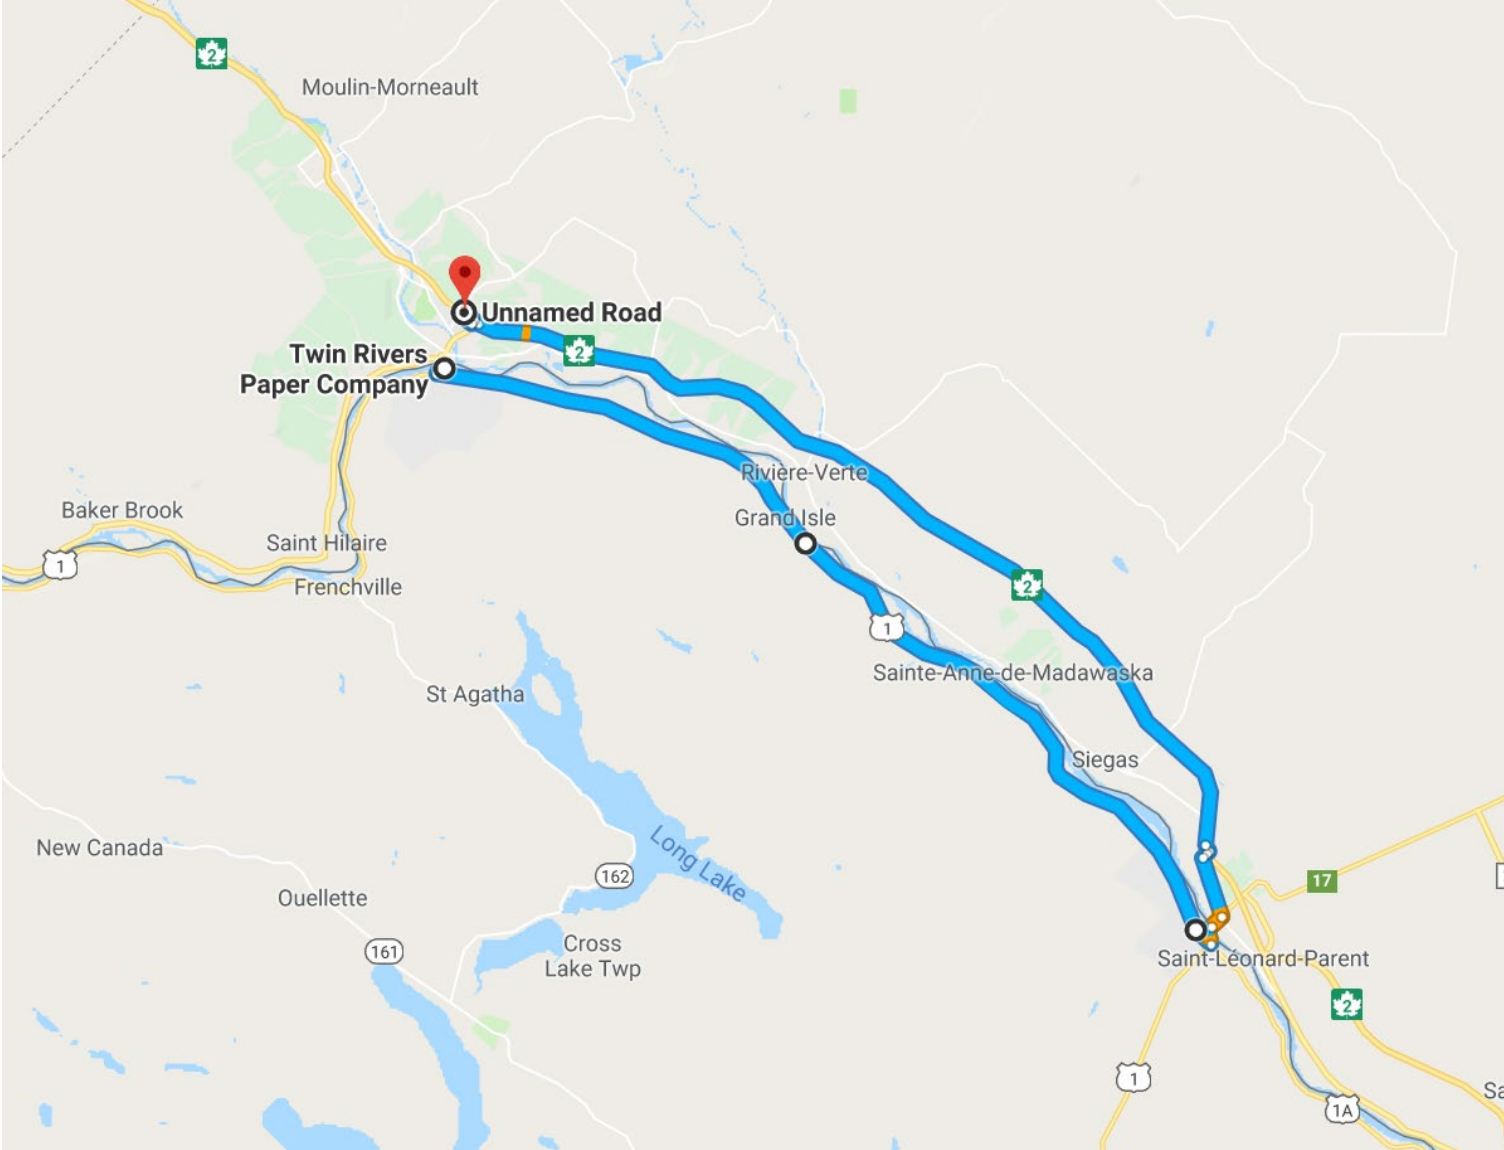 2
Moulin-Morneault
Unnamed Road
2
Twin Rivers
Paper Company
Rivière-Verte
Baker Brook
Grand Isle
Saint Hilaire
1
Frenchville
2
1
Sainte-Anne-de-Madawaska
St Agatha
Siegas
Long Lake
New Canada
162
17
Ouellette
161
Cross
Lake Twp
Saint-Léonard-Parent
2
1
Sa
1A